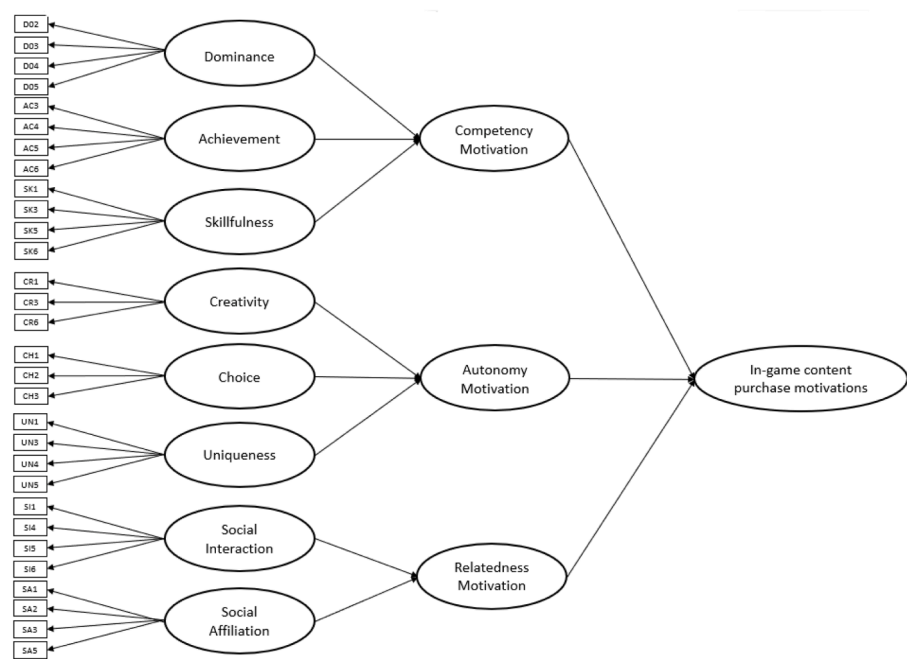 DO2
DO3
DO4
DO5
Dominance
AC3
AC4
AC5
AC6
Achievement
SK1
SK3
SK5
SK6
Skillfulness
Competency
Motivation
CR1
CR3
CR6
Creativity
CH1
CH2
CH3
Choice
UN1
UN3
UN4
UN5
Uniqueness
Autonomy
Motivation
SI1
SI4
SI5
SI6
Social
Interaction
SA1
SA2
SA3
SA5
Social
Affiliation
Relatedness
Motivation
In-game content
purchase motivations